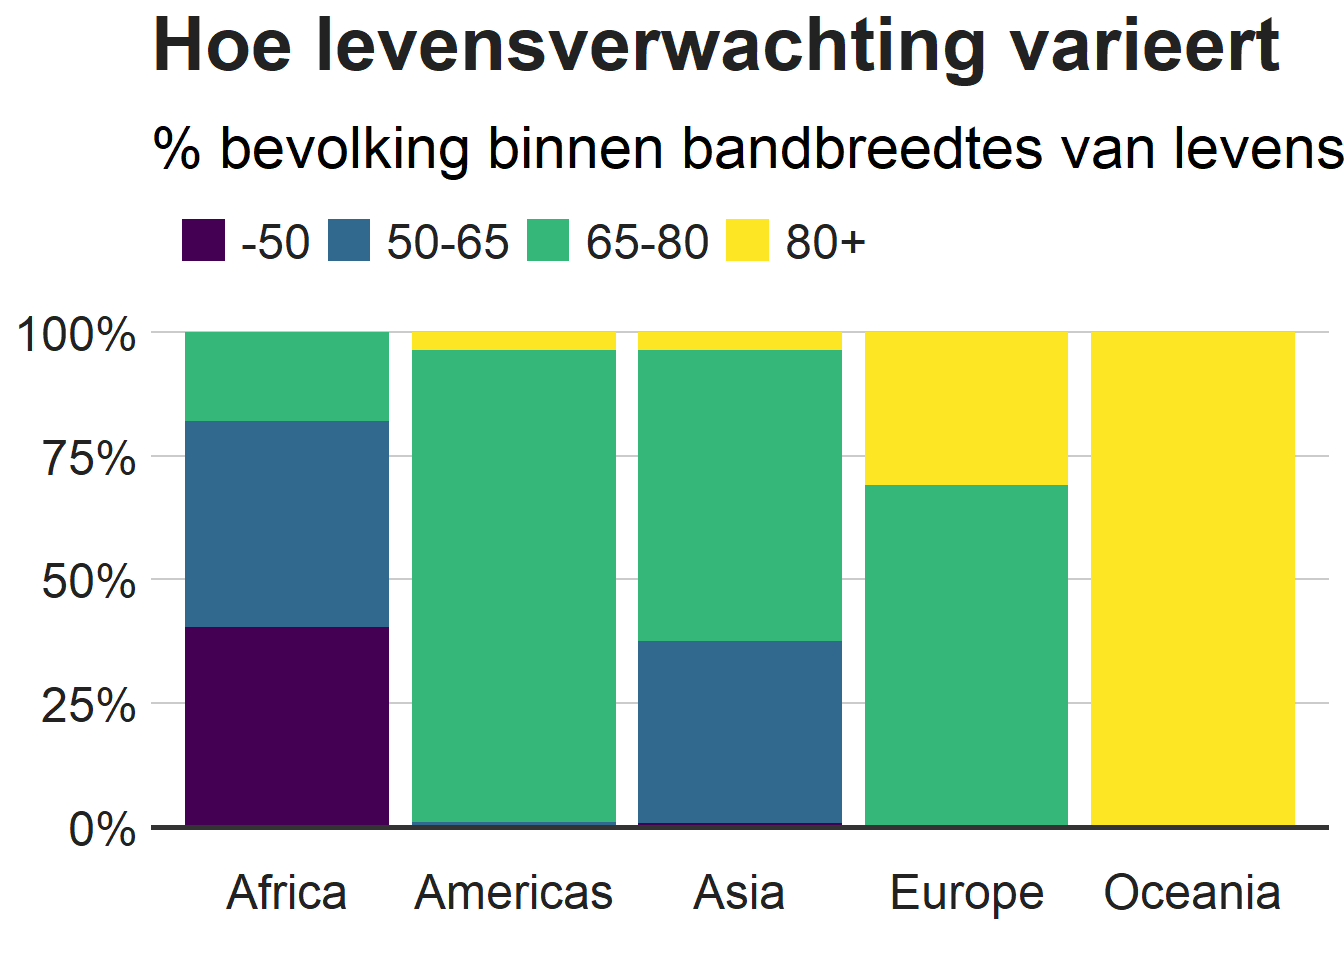 Hoe levensverwachting varieert
% bevolking binnen bandbreedtes van levens
-50 50-65 65-80 80+
100%
75%
50%
25%
0%
Africa Americas Asia Europe Oceania